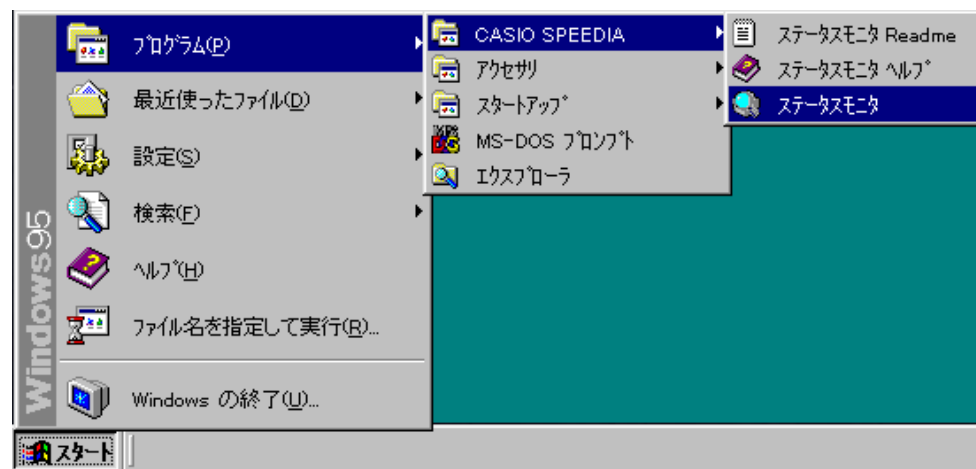 ﾌﾟﾛｸﾞﾗﾑ(P)
最近使ったﾌｧｲﾙ(D)
設定(S)
検索(F)
ﾍﾙﾌﾟ(H)
ﾌｧｲﾙ名を指定して実行(R)...
Windows の終了(U)...
Windows95
スタート
CASIO SPEEDIA
ｱｸｾｻﾘ
ｽﾀｰﾄｱｯﾌﾟ
MS-DOS ﾌﾟﾛﾝﾌﾟﾄ
ｴｸｽﾌﾟﾛｰﾗ
ｽﾃｰﾀｽﾓﾆﾀ Readme
ｽﾃｰﾀｽﾓﾆﾀ ﾍﾙﾌﾟ
ｽﾃｰﾀｽﾓﾆﾀ